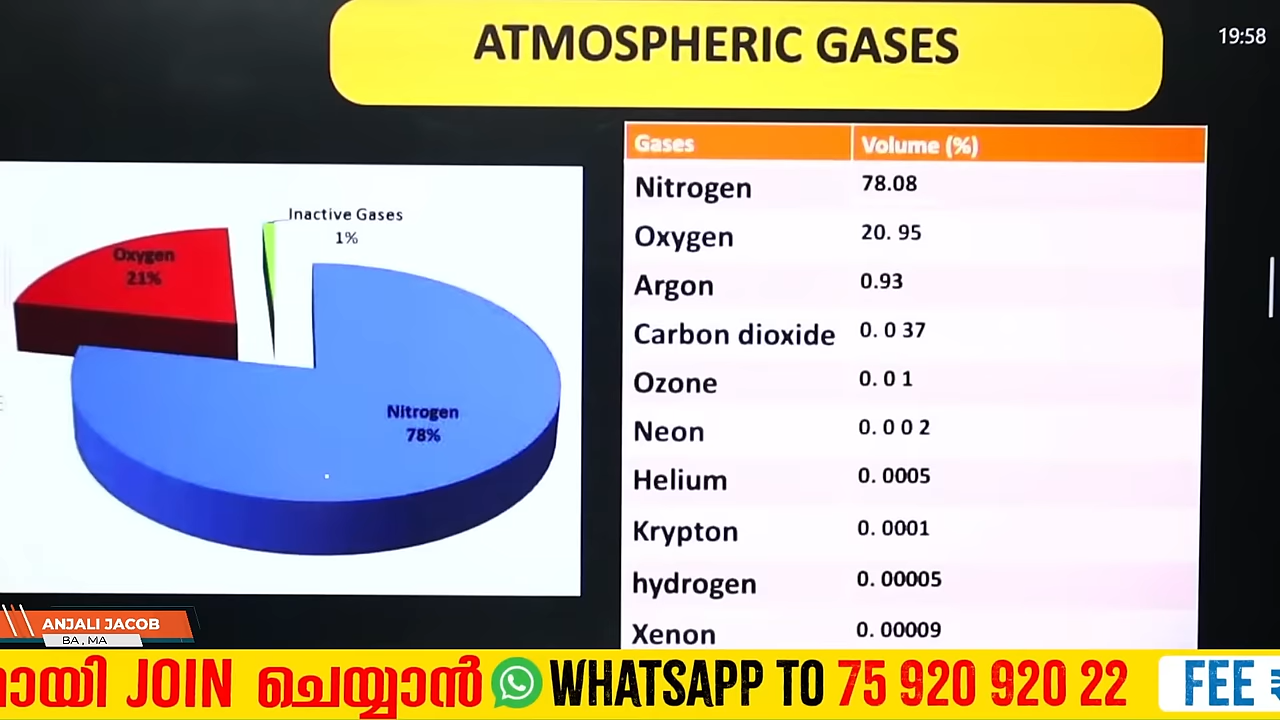 ATMOSPHERIC GASES
19:58
Inactive Gases
1%
Oxygen
21%
Nitrogen
78%
Gases Volume (%)
Nitrogen 78.08
Oxygen 20. 95
Argon 0.93
Carbon dioxide 0. 0 37
Ozone 0. 0 1
Neon 0. 0 0 2
Helium 0. 0005
Krypton 0. 0001
hydrogen 0. 00005
Xenon 0. 00009
ANJALI JACOB
BA , MA
മായി JOIN ചെയ്യാൻ WHATSAPP TO 75 920 920 22 FEE ₹